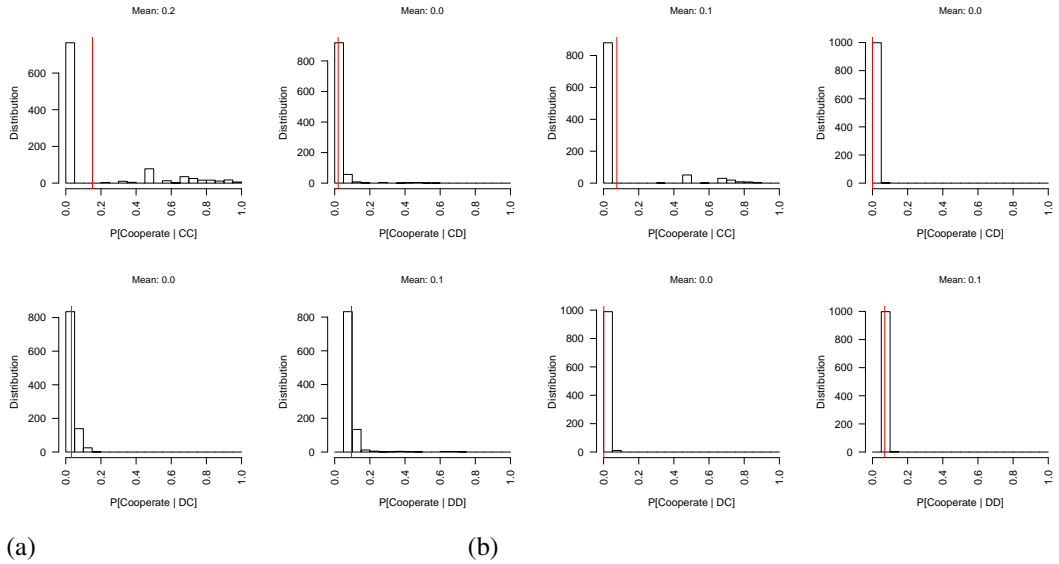 Mean: 0.2
Distribution
0 200 400 600
0.0 0.2 0.4 0.6 0.8 1.0
P[Cooperate | CC]
Mean: 0.0
Distribution
0 200 400 600 800
0.0 0.2 0.4 0.6 0.8 1.0
P[Cooperate | CD]
Mean: 0.1
Distribution
0 200 400 600 800
0.0 0.2 0.4 0.6 0.8 1.0
P[Cooperate | CC]
Mean: 0.0
Distribution
0 200 400 600 800 1000
0.0 0.2 0.4 0.6 0.8 1.0
P[Cooperate | CD]
Mean: 0.0
Distribution
0 200 400 600 800
0.0 0.2 0.4 0.6 0.8 1.0
P[Cooperate | DC]
Mean: 0.1
Distribution
0 200 400 600 800
0.0 0.2 0.4 0.6 0.8 1.0
P[Cooperate | DD]
Mean: 0.0
Distribution
0 200 400 600 800 1000
0.0 0.2 0.4 0.6 0.8 1.0
P[Cooperate | DC]
Mean: 0.1
Distribution
0 200 400 600 800 1000
0.0 0.2 0.4 0.6 0.8 1.0
P[Cooperate | DD]
(a)
(b)